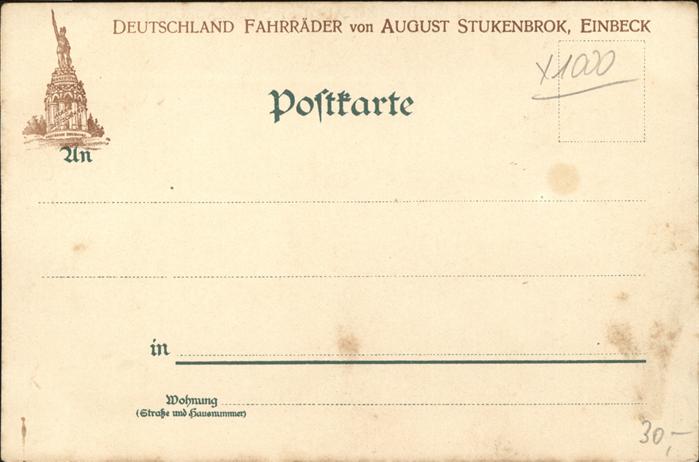 DEUTSCHLAND FAHRRÄDER von AUGUST STUKENBROK, EINBECK
x1000
Postkarte
An
in
Wohnung
(Straße und Hausnummer)
30,-